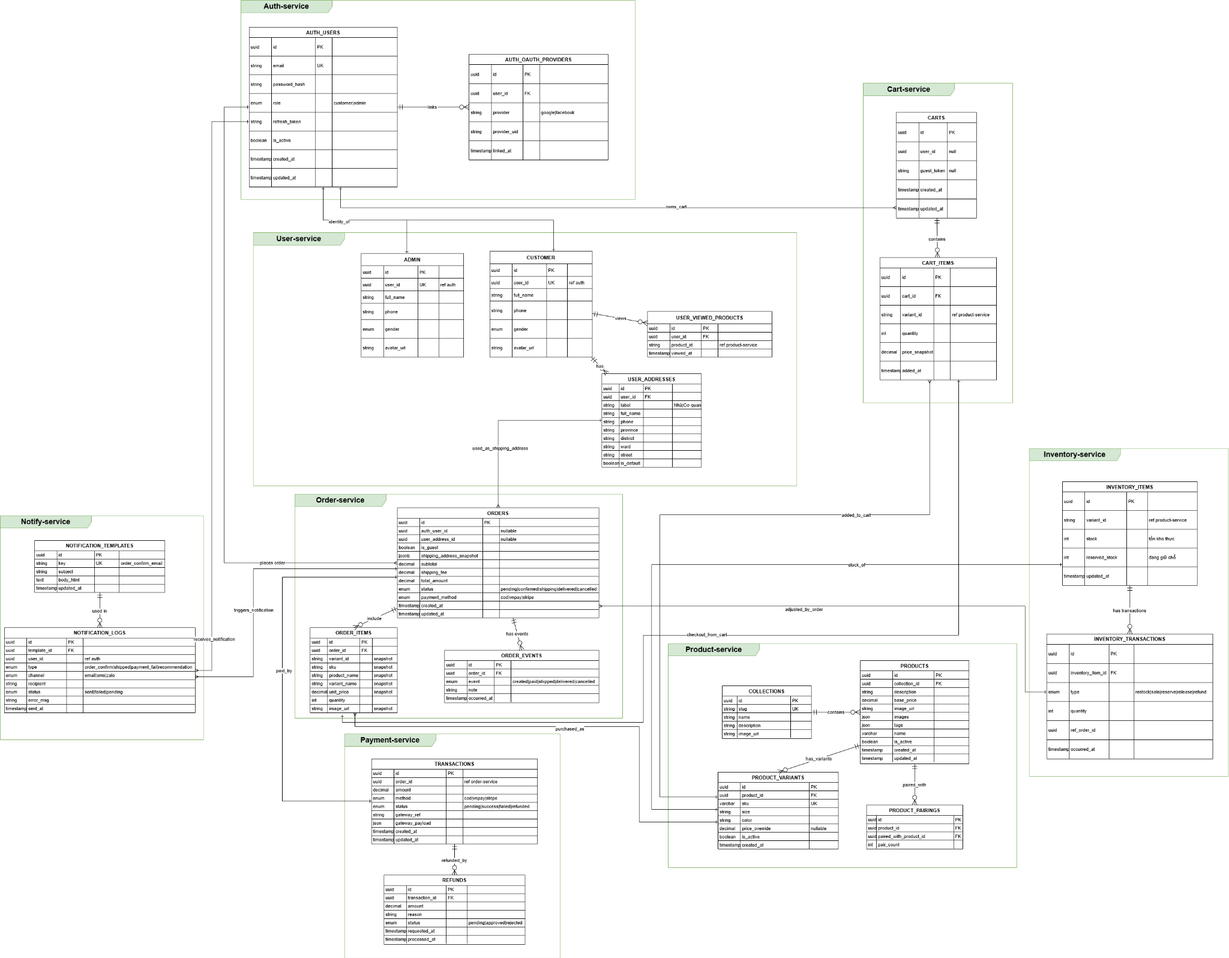 Auth-service
AUTH_USERS
uuid id PK
string email UK
string password_hash
enum role customer|admin
string refresh_token
boolean is_active
timestamp created_at
timestamp updated_at
links
AUTH_OAUTH_PROVIDERS
uuid id PK
uuid user_id FK
string provider google|facebook
string provider_uid
timestamp linked_at
identity_of
owns_cart
Cart-service
CARTS
uuid id PK
uuid user_id null
string guest_token null
timestamp created_at
timestamp updated_at
contains
CART_ITEMS
uuid id PK
uuid cart_id FK
string variant_id ref product-service
int quantity
decimal price_snapshot
timestamp added_at
User-service
ADMIN
uuid id PK
uuid user_id UK ref auth
string full_name
string phone
enum gender
string avatar_url
CUSTOMER
uuid id PK
uuid user_id UK ref auth
string full_name
string phone
enum gender
string avatar_url
views
USER_VIEWED_PRODUCTS
uuid id PK
uuid user_id FK
string product_id ref product-service
timestamp viewed_at
has
USER_ADDRESSES
uuid id PK
uuid user_id FK
string label Nhà|Cơ quan
string full_name
string phone
string province
string district
string ward
string street
boolean is_default
used_as_shipping_address
Order-service
ORDERS
uuid id PK
uuid auth_user_id nullable
uuid user_address_id nullable
boolean is_guest
jsonb shipping_address_snapshot
decimal subtotal
decimal shipping_fee
decimal total_amount
enum status pending|confirmed|shipping|delivered|cancelled
enum payment_method cod|vnpay|stripe
timestamp created_at
timestamp updated_at
include
has events
ORDER_ITEMS
uuid id PK
uuid order_id FK
string variant_id snapshot
string sku snapshot
string product_name snapshot
string variant_name snapshot
decimal unit_price snapshot
int quantity
string image_url snapshot
ORDER_EVENTS
uuid id PK
uuid order_id FK
enum event created|paid|shipped|delivered|cancelled
string note
timestamp occurred_at
places order
triggers_notification
receives_notification
paid_by
purchased_as
added_to_cart
stock_of
adjusted_by_order
checkout_from_cart
Notify-service
NOTIFICATION_TEMPLATES
uuid id PK
string key UK order_confirm_email
string subject
text body_html
timestamp updated_at
used in
NOTIFICATION_LOGS
uuid id PK
uuid template_id FK
uuid user_id ref auth
enum type order_confirm|shipped|payment_fail|recommendation
enum channel email|sms|zalo
string recipient
enum status sent|failed|pending
string error_msg
timestamp sent_at
Payment-service
TRANSACTIONS
uuid id PK
uuid order_id ref order-service
decimal amount
enum method cod|vnpay|stripe
enum status pending|success|failed|refunded
string gateway_ref
json gateway_payload
timestamp created_at
timestamp updated_at
refunded_by
REFUNDS
uuid id PK
uuid transaction_id FK
decimal amount
string reason
enum status pending|approved|rejected
timestamp requested_at
timestamp processed_at
Product-service
COLLECTIONS
uuid id PK
string slug UK
string name
string description
string image_url
contains
PRODUCTS
uuid id PK
uuid collection_id FK
string description
decimal base_price
string image_url
json images
json tags
varchar name
boolean is_active
timestamp created_at
timestamp updated_at
has_variants
paired_with
PRODUCT_VARIANTS
uuid id PK
uuid product_id FK
varchar sku UK
string size
string color
decimal price_override nullable
boolean is_active
timestamp created_at
PRODUCT_PAIRINGS
uuid id PK
uuid product_id FK
uuid paired_with_product_id FK
int pair_count
Inventory-service
INVENTORY_ITEMS
uuid id PK
string variant_id ref product-service
int stock tồn kho thực
int reserved_stock đang giữ chỗ
timestamp updated_at
has transactions
INVENTORY_TRANSACTIONS
uuid id PK
uuid inventory_item_id FK
enum type restock|sale|reserve|release|refund
int quantity
uuid ref_order_id
timestamp occurred_at